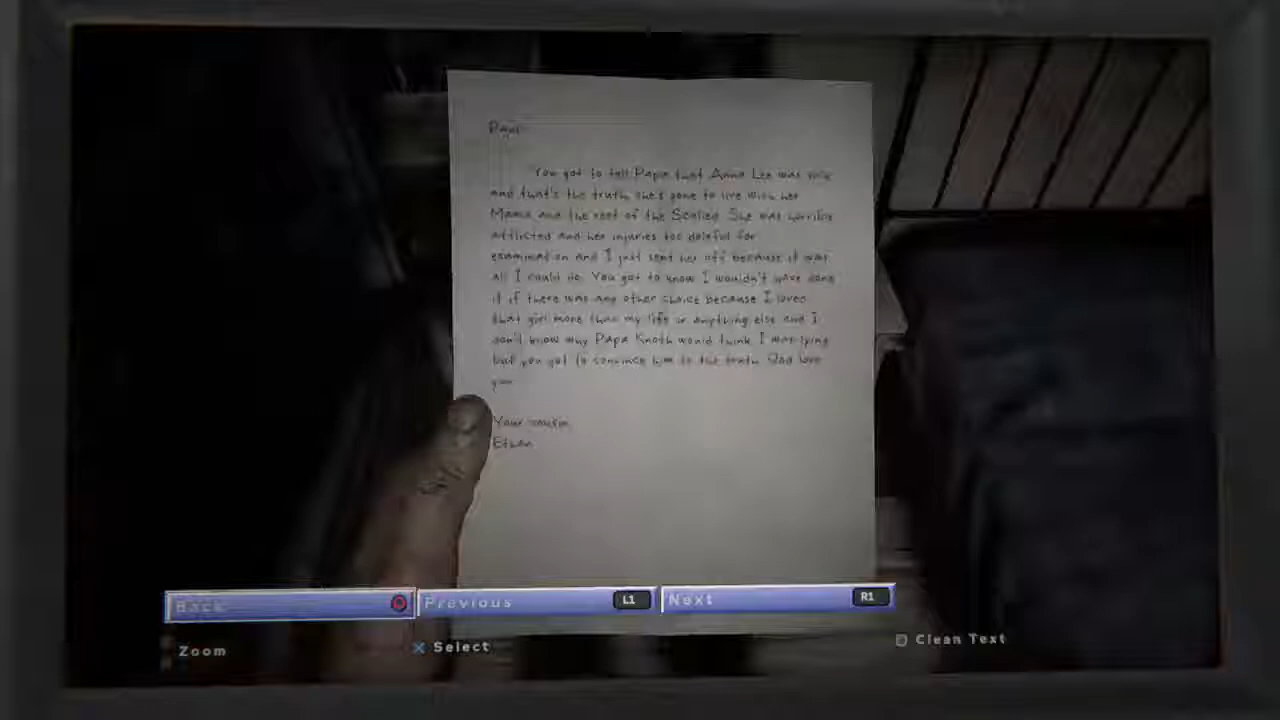 You got to tell Papa that Anna Lee was sick
and that's the truth she's gone to live with her
Mama and the rest of the Scalled. She was horribly
afflicted and her injuries too doleful for
examination and I just sent her off because it was
all I could do. You got to know I wouldn't have done
it if there was any other choice because I loved
that girl more than my life or anything else and I
don't know why Papa Knoth would think I was lying
but you got to convince him to the truth. God love
you.
Your cousin,
Ethan
Back
Previous
L1
Next
R1
Zoom
Select
Clean Text